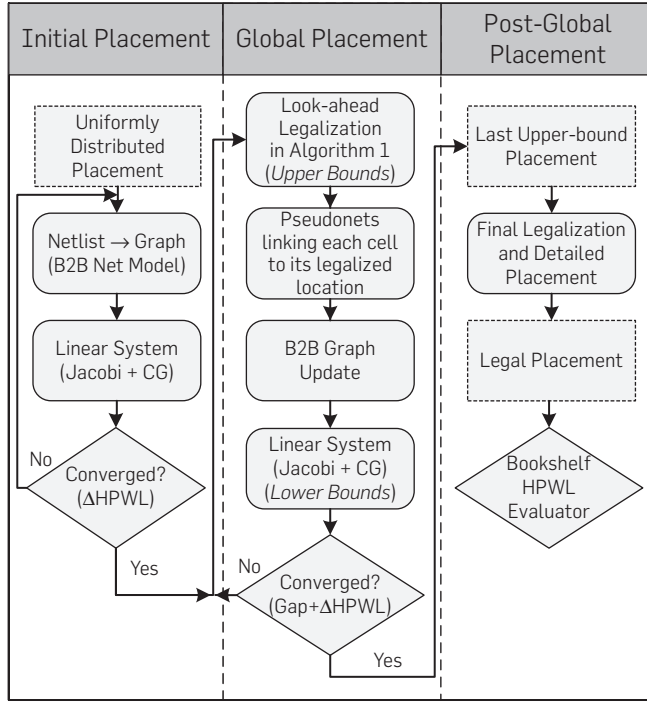 Initial Placement
Global Placement
Post-Global
Placement
Uniformly
Distributed
Placement
Netlist → Graph
(B2B Net Model)
Linear System
(Jacobi + CG)
No
Converged?
(ΔHPWL)
Yes
Look-ahead
Legalization
in Algorithm 1
(Upper Bounds)
Pseudonets
linking each cell
to its legalized
location
B2B Graph
Update
Linear System
(Jacobi + CG)
(Lower Bounds)
No
Converged?
(Gap+ΔHPWL)
Yes
Last Upper-bound
Placement
Final Legalization
and Detailed
Placement
Legal Placement
Bookshelf
HPWL
Evaluator